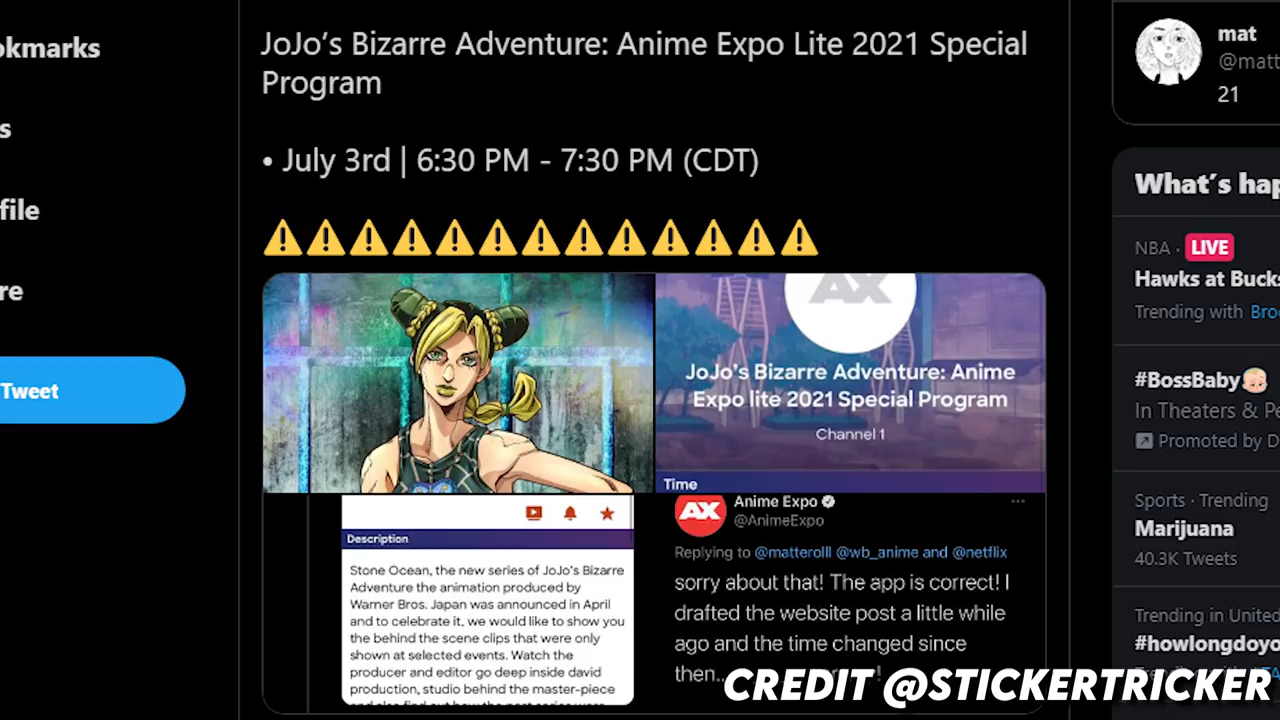 okmarks
s
file
re
Tweet
JoJo's Bizarre Adventure: Anime Expo Lite 2021 Special
Program
• July 3rd | 6:30 PM - 7:30 PM (CDT)
AX
JoJo's Bizarre Adventure: Anime
Expo lite 2021 Special Program
Channel 1
Time
Description
Stone Ocean, the new series of JoJo's Bizarre
Adventure the animation produced by
Warner Bros. Japan was announced in April
and to celebrate it, we would like to show you
the behind the scene clips that were only
shown at selected events. Watch the
producer and editor go deep inside david
production, studio behind the master-piece
AX
Anime Expo
@AnimeExpo
Replying to @matterolll @wb_anime and @netflix
sorry about that! The app is correct! I
drafted the website post a little while
ago and the time changed since
then..
mat
@matt
21
What's hap
NBA · LIVE
Hawks at Bucks
Trending with Bro
#BossBaby
In Theaters & Pe
Promoted by D
Sports · Trending
Marijuana
40.3K Tweets
Trending in United
#howlongdoyo
CREDIT @STICKERTRICKER